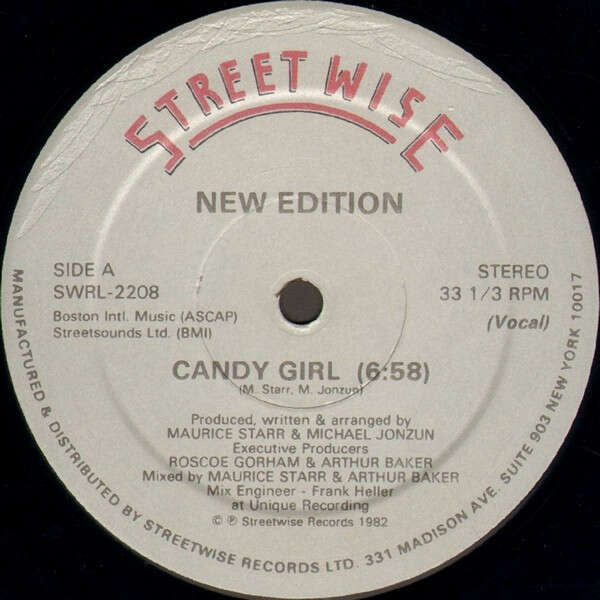 STREETWISE
NEW EDITION
SIDE A
SWRL-2208
Boston Intl. Music (ASCAP)
Streetsounds Ltd. (BMI)
STEREO
33 1/3 RPM
(Vocal)
CANDY GIRL (6:58)
(M. Starr, M. Jonzun)
Produced, written & arranged by
MAURICE STARR & MICHAEL JONZUN
Executive Producers
ROSCOE GORHAM & ARTHUR BAKER
Mixed by MAURICE STARR & ARTHUR BAKER
Mix Engineer - Frank Heller
at Unique Recording
© ℗ Streetwise Records 1982
MANUFACTURED & DISTRIBUTED BY STREETWISE RECORDS LTD. 331 MADISON AVE. SUITE 903 NEW YORK 10017